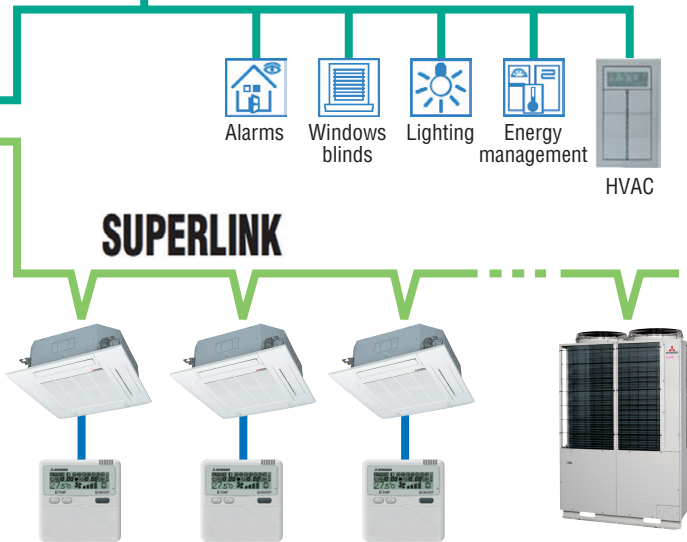 Alarms
Windows
blinds
Lighting
Energy
management
HVAC
SUPERLINK